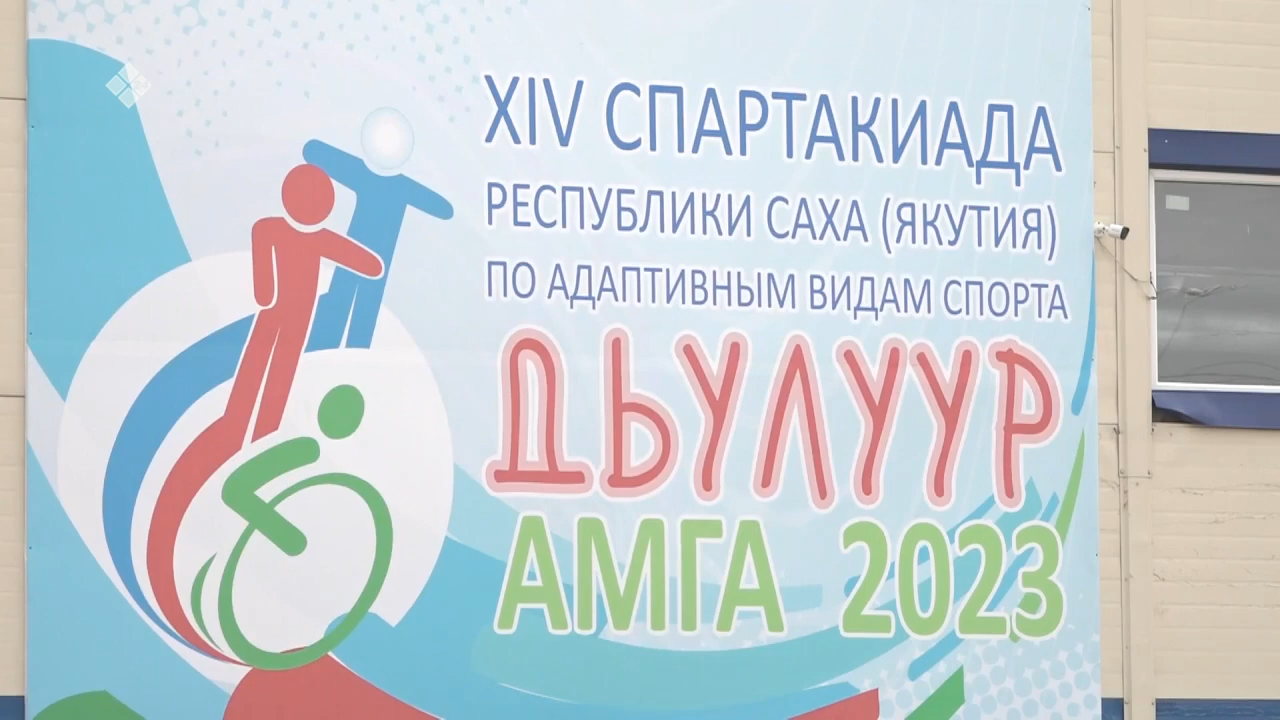 XIV СПАРТАКИАДА
РЕСПУБЛИКИ САХА (ЯКУТИЯ)
ПО АДАПТИВНЫМ ВИДАМ СПОРТА
ДЬУЛУУР
АМГА 2023